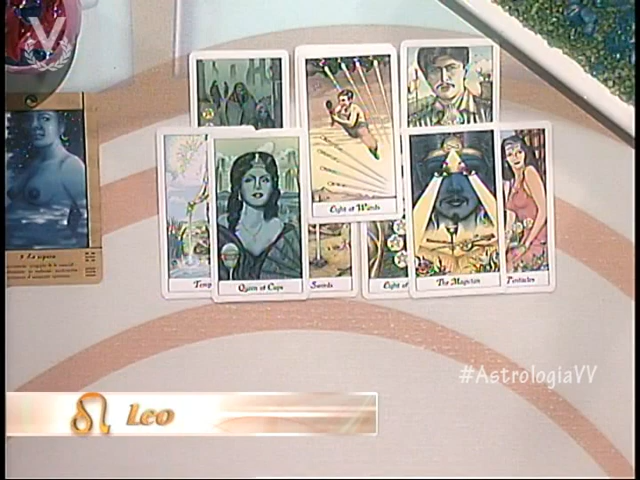 Eight of Wands
Temp
Queen of Cups
Swords
Eight of
The Magician
Pentacles
#AstrologiaVV
Leo